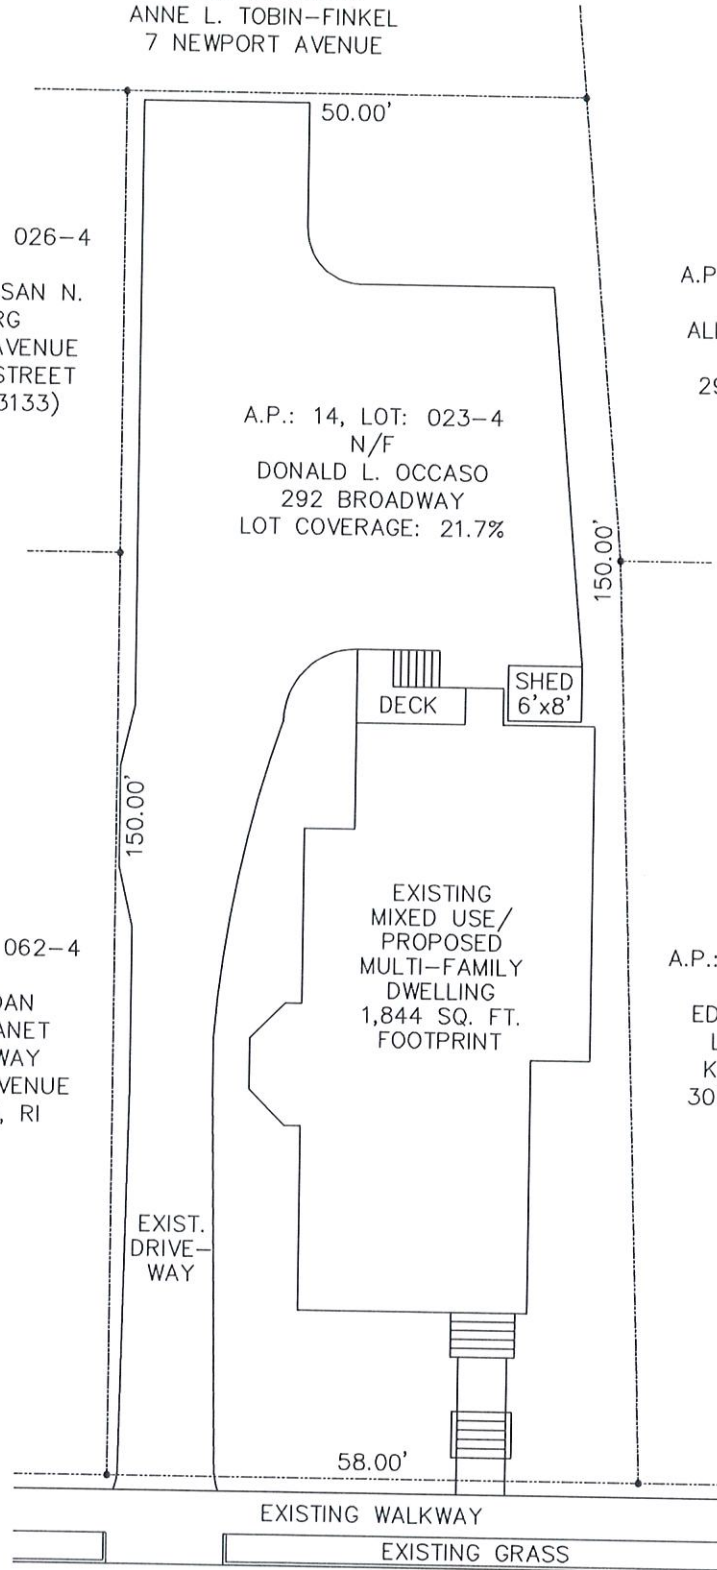 ANNE L. TOBIN-FINKEL
7 NEWPORT AVENUE
50.00'
026-4
SAN N.
RG
AVENUE
STREET
3133)
A.P
ALI
29
A.P.: 14, LOT: 023-4
N/F
DONALD L. OCCASO
292 BROADWAY
LOT COVERAGE: 21.7%
150.00'
SHED
6'x8'
DECK
150.00'
EXISTING
MIXED USE/
PROPOSED
MULTI-FAMILY
DWELLING
1,844 SQ. FT.
FOOTPRINT
062-4
DAN
ANET
WAY
VENUE
, RI
A.P.:
ED
L
K
30
EXIST.
DRIVE-
WAY
58.00'
EXISTING WALKWAY
EXISTING GRASS